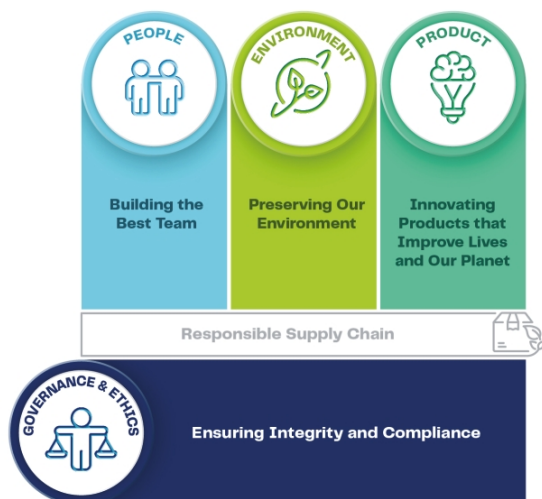 PEOPLE
ENVIRONMENT
PRODUCT
Building the
Best Team
Preserving Our
Environment
Innovating
Products that
Improve Lives
and Our Planet
Responsible Supply Chain
GOVERNANCE & ETHICS
Ensuring Integrity and Compliance